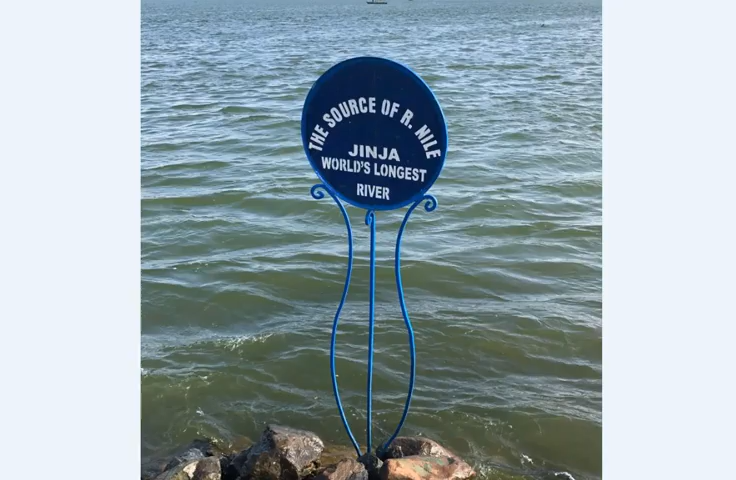 THE SOURCE OF R. NILE
JINJA
WORLD'S LONGEST
RIVER